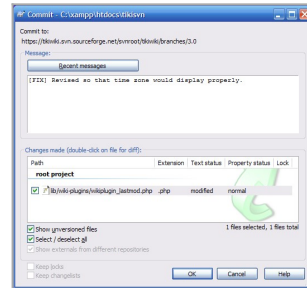 Commit - C:\xampp\htdocs\tikisvn
Commit to:
https://tikiwiki.svn.sourceforge.net/svnroot/tikiwiki/branches/3.0
Message:
Recent messages
[FIX] Revised so that time zone would display properly.
Changes made (double-click on file for diff):
Path Extension Text status Property status Lock
root project
lib/wiki-plugins/wikiplugin_lastmod.php .php modified normal
Show unversioned files 1 files selected, 1 files total
Select / deselect all
Show externals from different repositories
Keep locks
Keep changelists
OK Cancel Help